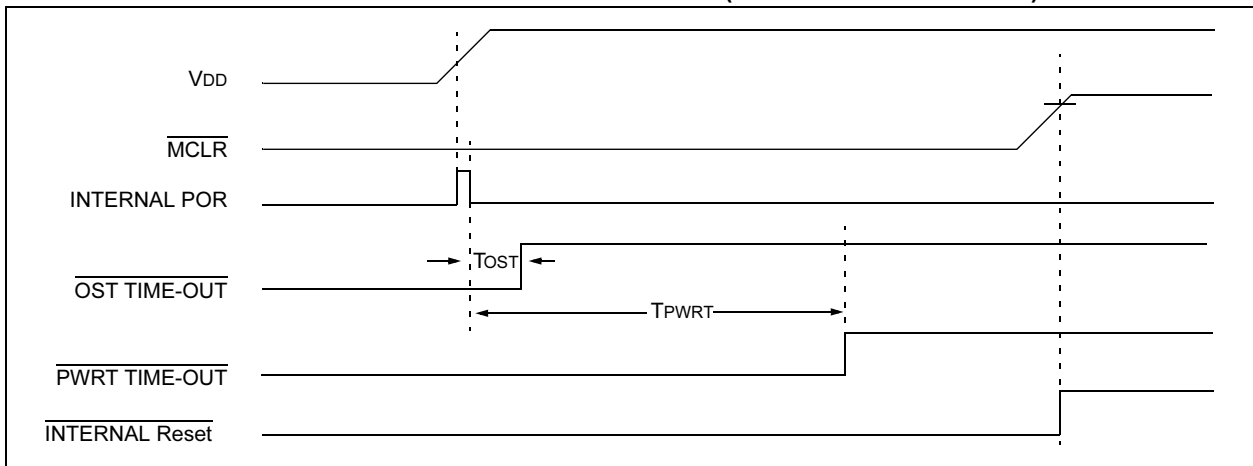 VDD
MCLR
INTERNAL POR
TOST
OST TIME-OUT
TPWRT
PWRT TIME-OUT
INTERNAL Reset